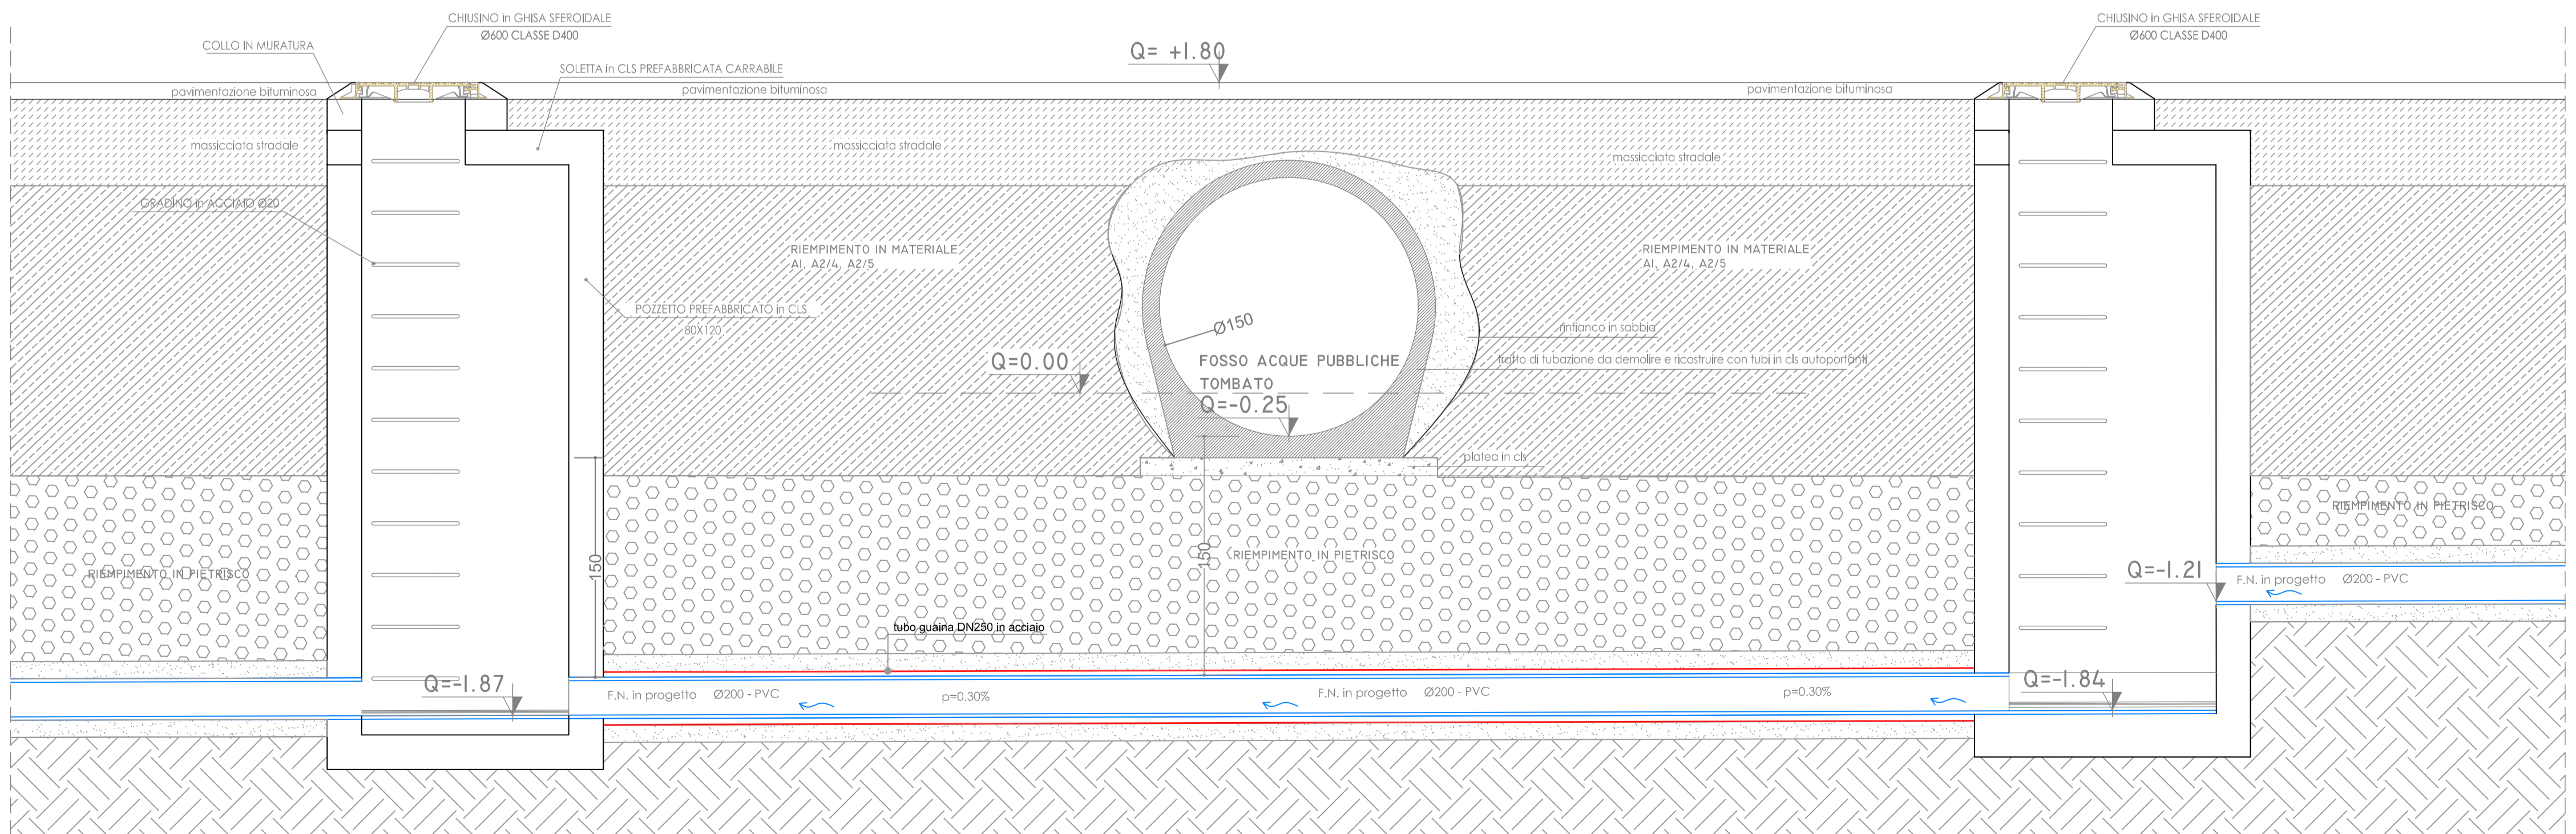 CHIUSINO in GHISA SFEROIDALE
Ø600 CLASSE D400
COLLO IN MURATURA
SOLETTA in CLS PREFABBRICATA CARRABILE
Q= +1.80
CHIUSINO in GHISA SFEROIDALE
Ø600 CLASSE D400
pavimentazione bituminosa
pavimentazione bituminosa
pavimentazione bituminosa
massicciata stradale
massicciata stradale
massicciata stradale
GRADINO in ACCIAIO Ø20
RIEMPIMENTO IN MATERIALE
A1, A2/4, A2/5
RIEMPIMENTO IN MATERIALE
A1, A2/4, A2/5
POZZETTO PREFABBRICATO in CLS
80X120
Ø150
rinfianco in sabbia
Q=0.00
FOSSO ACQUE PUBBLICHE
TOMBATO
tratto di tubazione da demolire e ricostruire con tubi in cls autoportanti
Q=-0.25
platea in cls
RIEMPIMENTO IN PIETRISCO
150
150
RIEMPIMENTO IN PIETRISCO
RIEMPIMENTO IN PIETRISCO
Q=-1.21
F.N. in progetto Ø200 - PVC
tubo guaina DN250 in acciaio
Q=-1.87
F.N. in progetto Ø200 - PVC
p=0.30%
F.N. in progetto Ø200 - PVC
p=0.30%
Q=-1.84